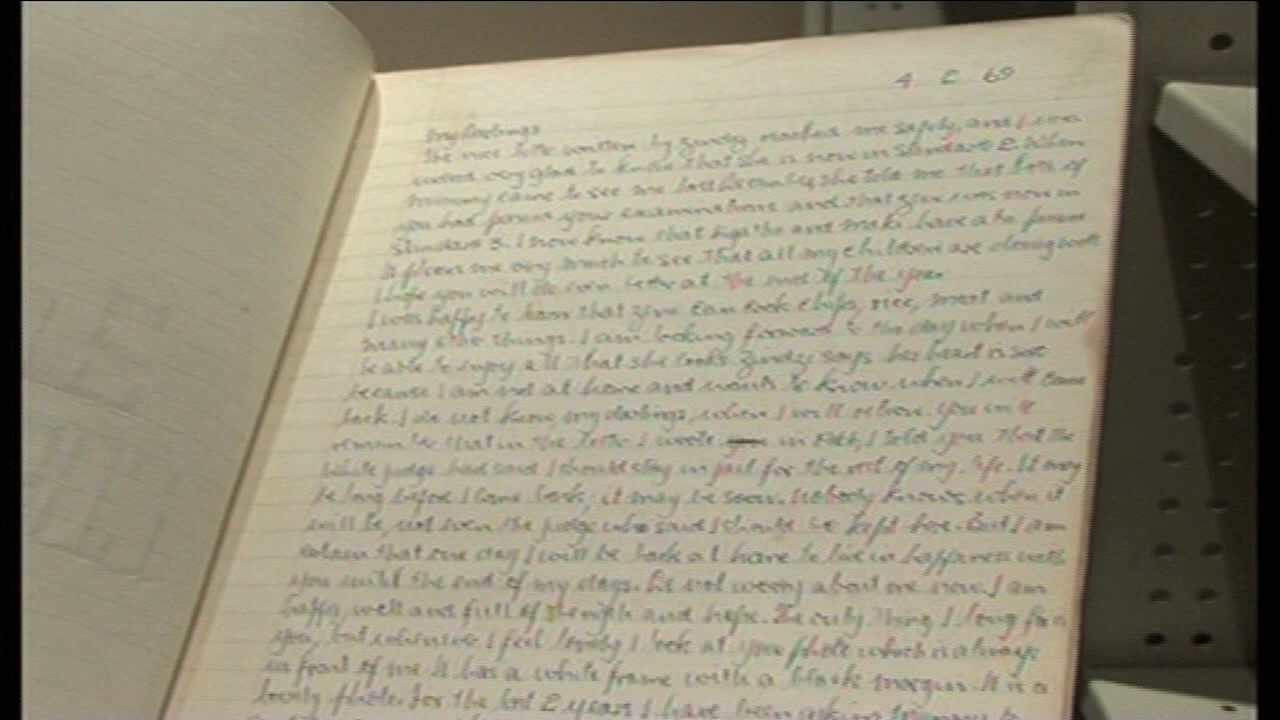 4 2 69
My Darlings
The nice letter written by Zindzi reached me safely, and I was
indeed very glad to know that she is now in Standard 2. When
mummy came to see me last December she told me that both of
you had passed your examinations and that Zeni was now in
Standard 3. I now know that Kgatho and Maki have also passed
It pleases me very much to see that all my children are doing well
I hope you will do even better at the end of the year
I was happy to learn that Zeni can cook chips, rice, meat and
many other things. I am looking forward to the day when I will
be able to enjoy all that she cooks. Zindzi says her heart is sore
because I am not at home and wants to know when I will come
back. I do not know, my darlings, when I will return. You will
remember that in the letter I wrote in 1966, I told you that the
white judge had said I should stay in jail for the rest of my life. It may
be long before I come back; it may be soon. Nobody knows when it
will be, not even the judge who said I should be kept here. But I am
certain that one day I will be back at home to live in happiness with
you until the end of my days. Do not worry about me now. I am
happy, well and full of strength and hope. The only thing I long for is
you, but whenever I feel lonely I look at your photo which is always
in front of me. It has a white frame with a black margin. It is a
lovely photo. For the last 2 years I have been asking mummy to